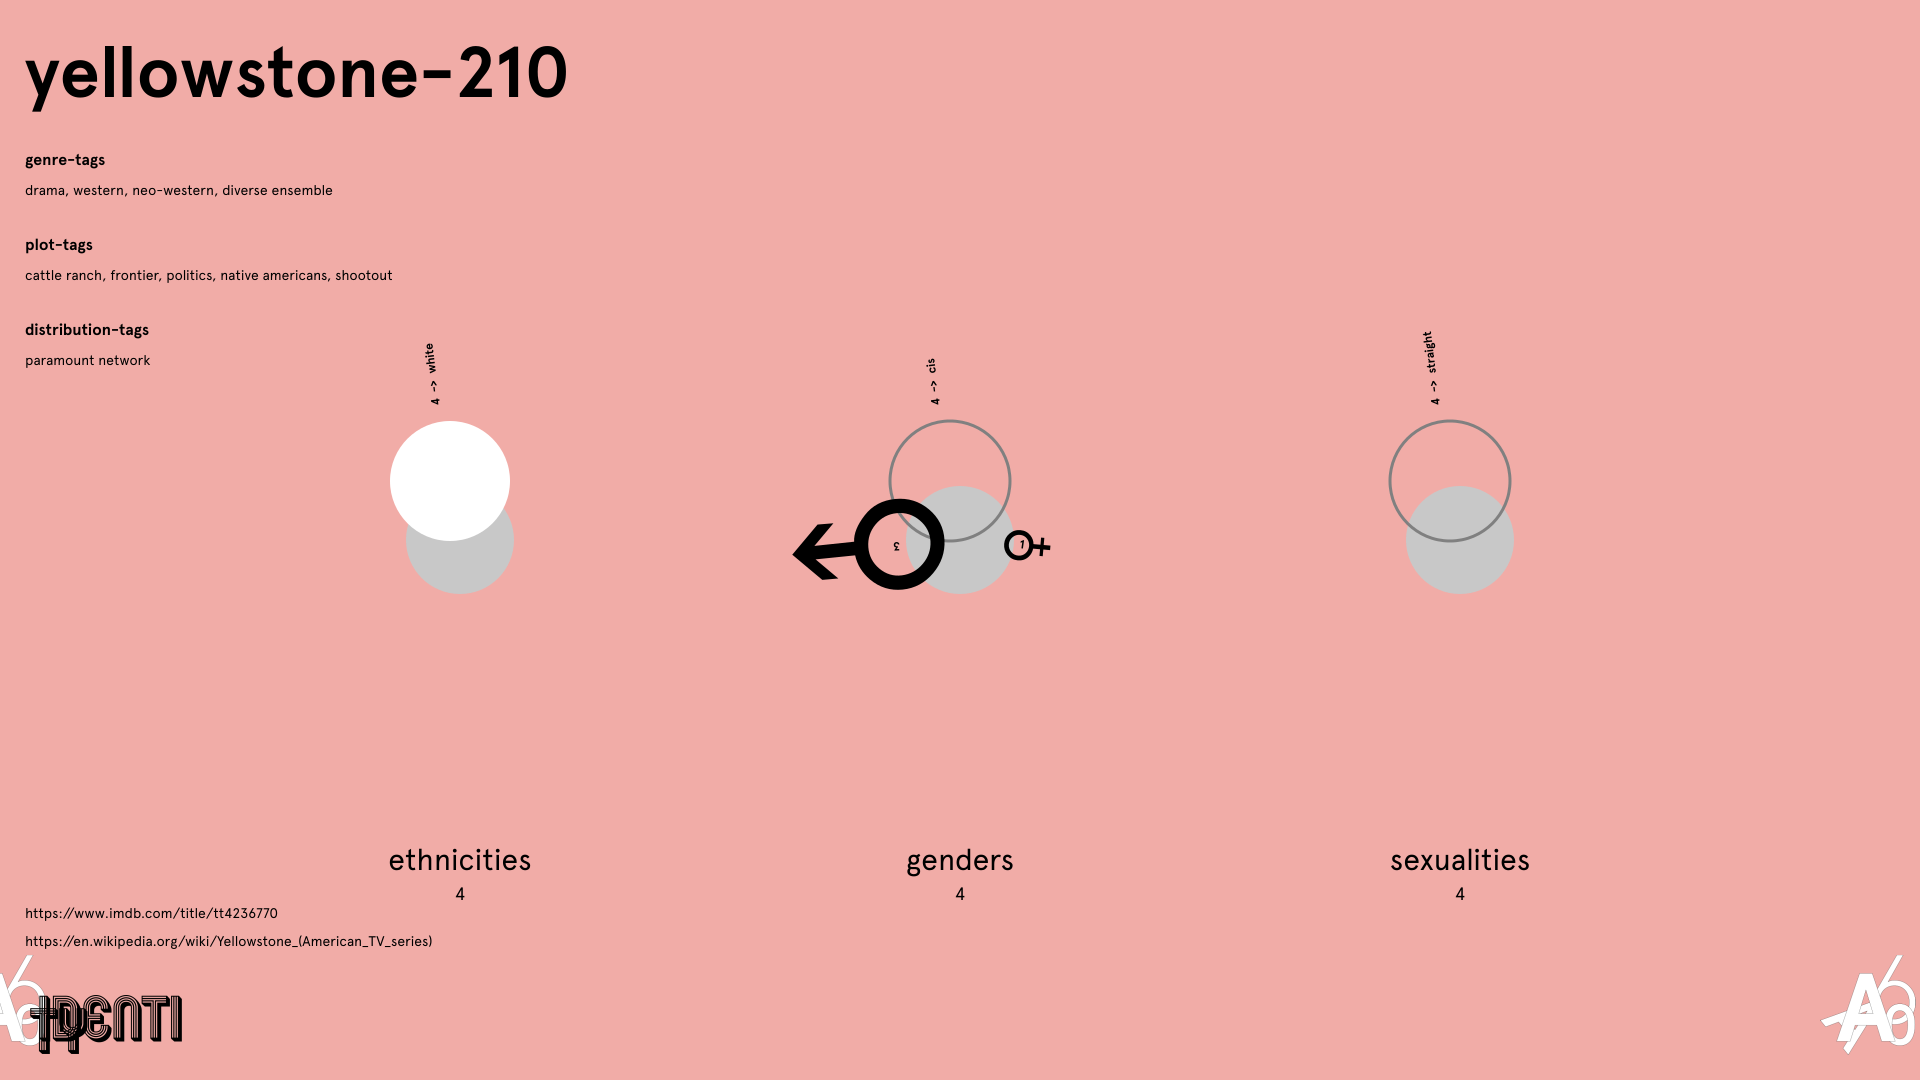 yellowstone-210
genre-tags
drama, western, neo-western, diverse ensemble
plot-tags
cattle ranch, frontier, politics, native americans, shootout
distribution-tags
paramount network
4 -> white
4 -> cis
4 -> straight
3
1
ethnicities
4
genders
4
sexualities
4
https://www.imdb.com/title/tt4236770
https://en.wikipedia.org/wiki/Yellowstone_(American_TV_series)
IDENTI